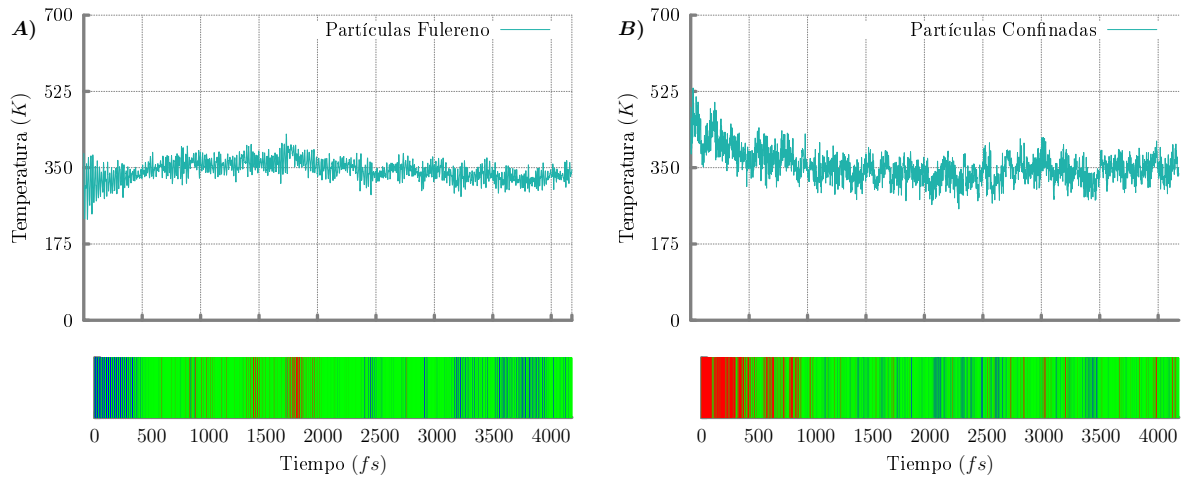 A)
Partículas Fulereno
700
525
350
175
0
Temperatura (K)
0 500 1000 1500 2000 2500 3000 3500 4000
Tiempo (fs)
B)
Partículas Confinadas
700
525
350
175
0
Temperatura (K)
0 500 1000 1500 2000 2500 3000 3500 4000
Tiempo (fs)